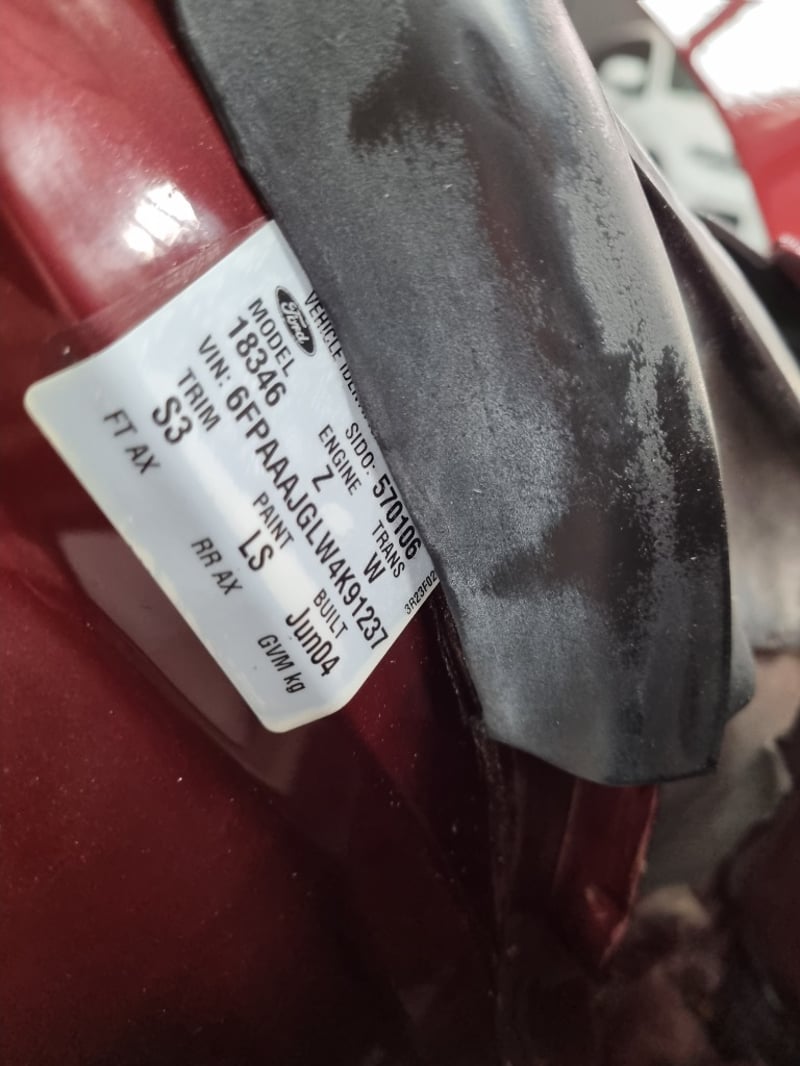 Ford
VEHICLE
SIDO: 570106
MODEL ENGINE TRANS
18346 Z W
VIN: 6FPAAAJGLW4K91237
TRIM PAINT BUILT
S3 LS Jun04
FT AX RR AX GVM kg
3R23F02